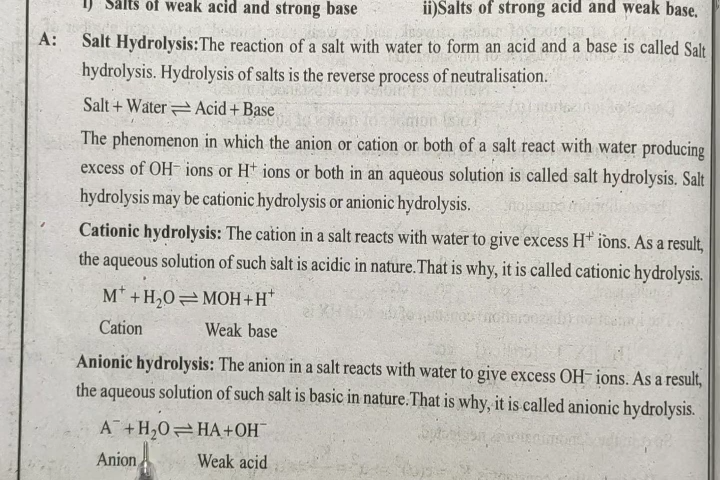 i) Salts of weak acid and strong base ii)Salts of strong acid and weak base.
A: Salt Hydrolysis:The reaction of a salt with water to form an acid and a base is called Salt
hydrolysis. Hydrolysis of salts is the reverse process of neutralisation.
Salt + Water ⇌ Acid + Base
The phenomenon in which the anion or cation or both of a salt react with water producing
excess of OH⁻ ions or H⁺ ions or both in an aqueous solution is called salt hydrolysis. Salt
hydrolysis may be cationic hydrolysis or anionic hydrolysis.
Cationic hydrolysis: The cation in a salt reacts with water to give excess H⁺ ions. As a result,
the aqueous solution of such salt is acidic in nature.That is why, it is called cationic hydrolysis.
M⁺ + H₂O ⇌ MOH + H⁺
Cation Weak base
Anionic hydrolysis: The anion in a salt reacts with water to give excess OH⁻ ions. As a result,
the aqueous solution of such salt is basic in nature.That is why, it is called anionic hydrolysis.
A⁻ + H₂O ⇌ HA + OH⁻
Anion Weak acid